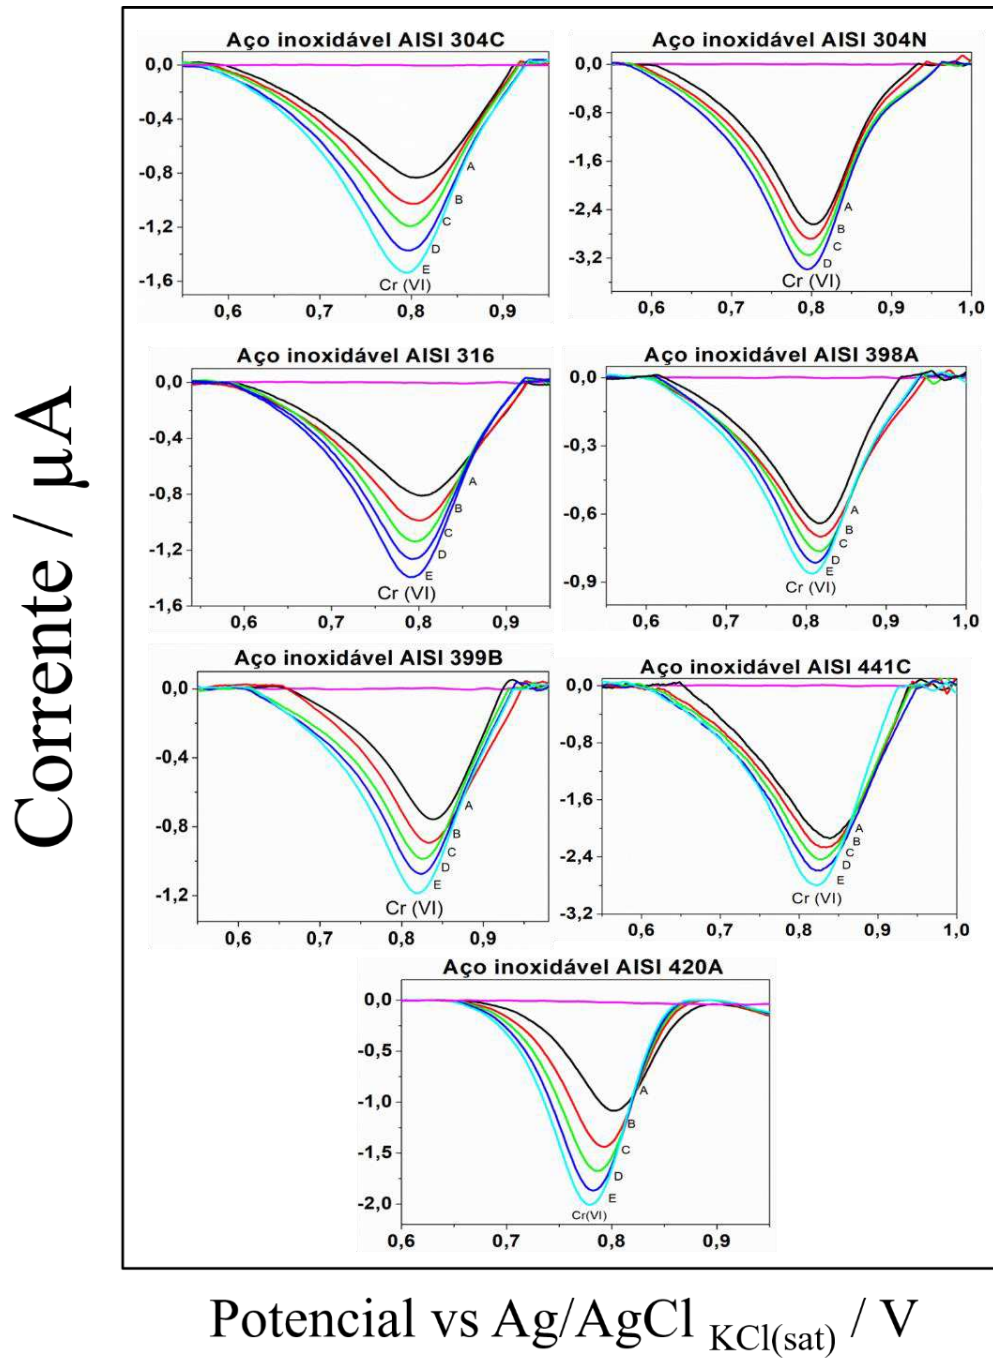 Corrente / µA
Aço inoxidável AISI 304C
0,0
-0,4
-0,8
-1,2
-1,6
A
B
C
D
E
Cr (VI)
0,6 0,7 0,8 0,9
Aço inoxidável AISI 304N
0,0
-0,8
-1,6
-2,4
-3,2
A
B
C
D
Cr (VI)
0,6 0,7 0,8 0,9 1,0
Aço inoxidável AISI 316
0,0
-0,4
-0,8
-1,2
-1,6
A
B
C
D
E
Cr (VI)
0,6 0,7 0,8 0,9
Aço inoxidável AISI 398A
0,0
-0,3
-0,6
-0,9
A
B
C
D
E
Cr (VI)
0,6 0,7 0,8 0,9 1,0
Aço inoxidável AISI 399B
0,0
-0,4
-0,8
-1,2
A
B
C
D
E
Cr (VI)
0,6 0,7 0,8 0,9
Aço inoxidável AISI 441C
0,0
-0,8
-1,6
-2,4
-3,2
A
B
C
D
E
Cr (VI)
0,6 0,7 0,8 0,9 1,0
Aço inoxidável AISI 420A
0,0
-0,5
-1,0
-1,5
-2,0
A
B
C
D
E
Cr(VI)
0,6 0,7 0,8 0,9
Potencial vs Ag/AgCl KCl(sat) / V